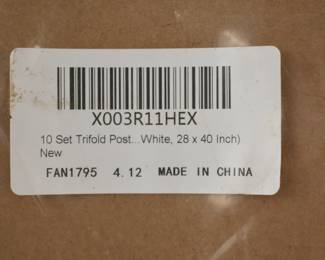 X003R11HEX
10 Set Trifold Post...White, 28 x 40 Inch)
New
FAN1795 4.12 MADE IN CHINA